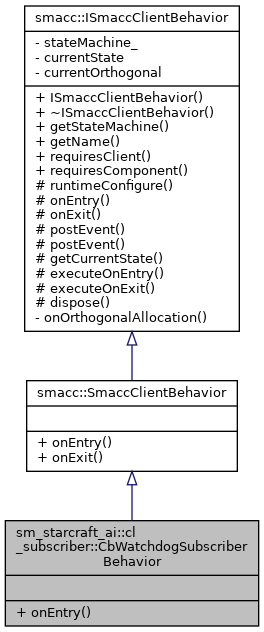 smacc::ISmaccClientBehavior
- stateMachine_
- currentState
- currentOrthogonal
+ ISmaccClientBehavior()
+ ~ISmaccClientBehavior()
+ getStateMachine()
+ getName()
+ requiresClient()
+ requiresComponent()
# runtimeConfigure()
# onEntry()
# onExit()
# postEvent()
# postEvent()
# getCurrentState()
# executeOnEntry()
# executeOnExit()
# dispose()
- onOrthogonalAllocation()
smacc::SmaccClientBehavior
+ onEntry()
+ onExit()
sm_starcraft_ai::cl
_subscriber::CbWatchdogSubscriber
Behavior
+ onEntry()